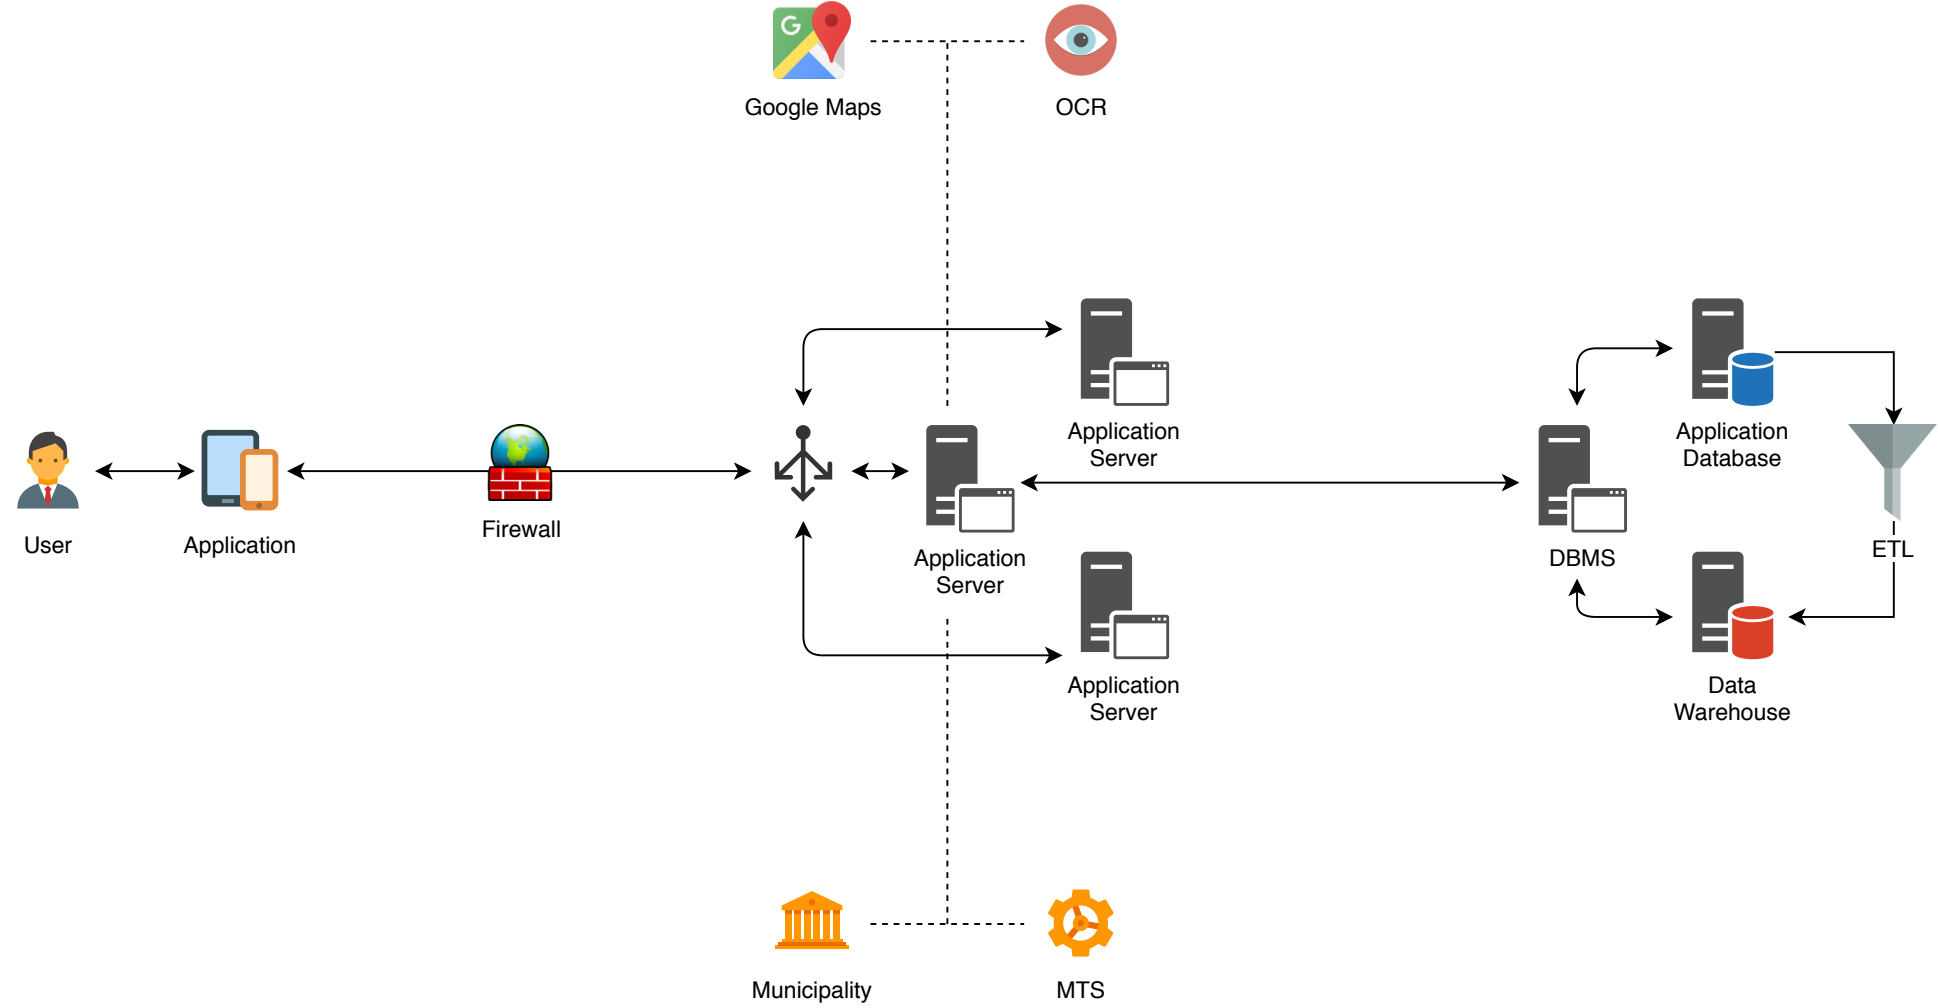 G
Google Maps
OCR
User
Application
Firewall
Application
Server
Application
Server
Application
Server
DBMS
Application
Database
ETL
Data
Warehouse
Municipality
MTS